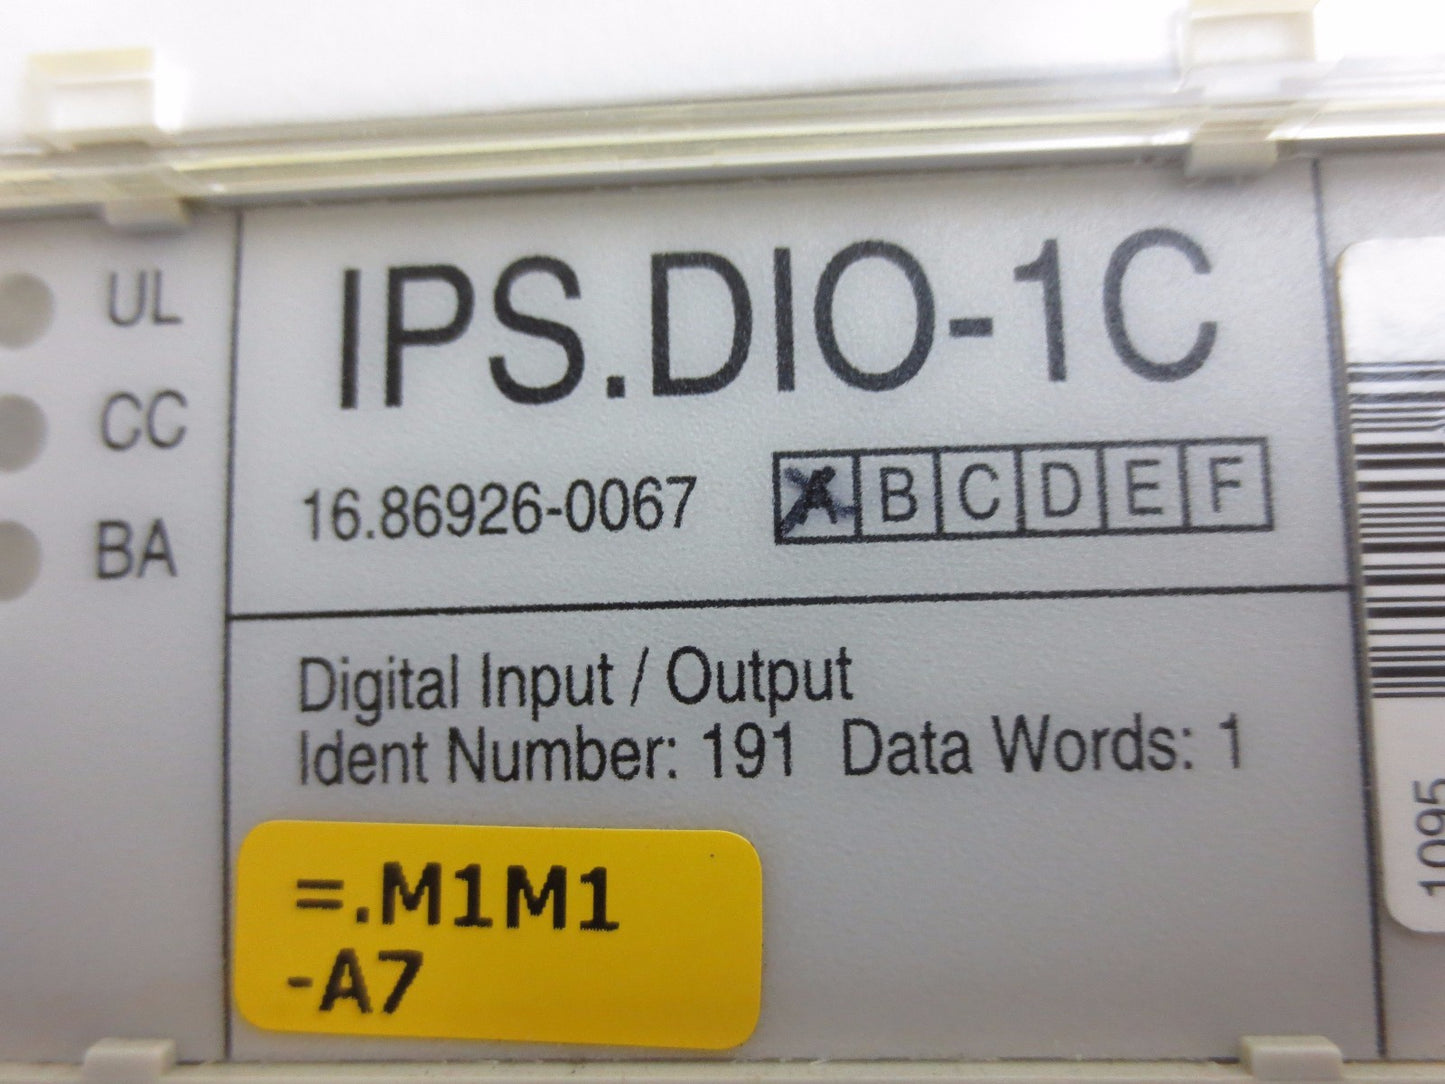 UL
CC
BA
IPS.DIO-1C
16.86926-0067 A B C D E F
Digital Input / Output
Ident Number: 191 Data Words: 1
=.M1M1
-A7
1095